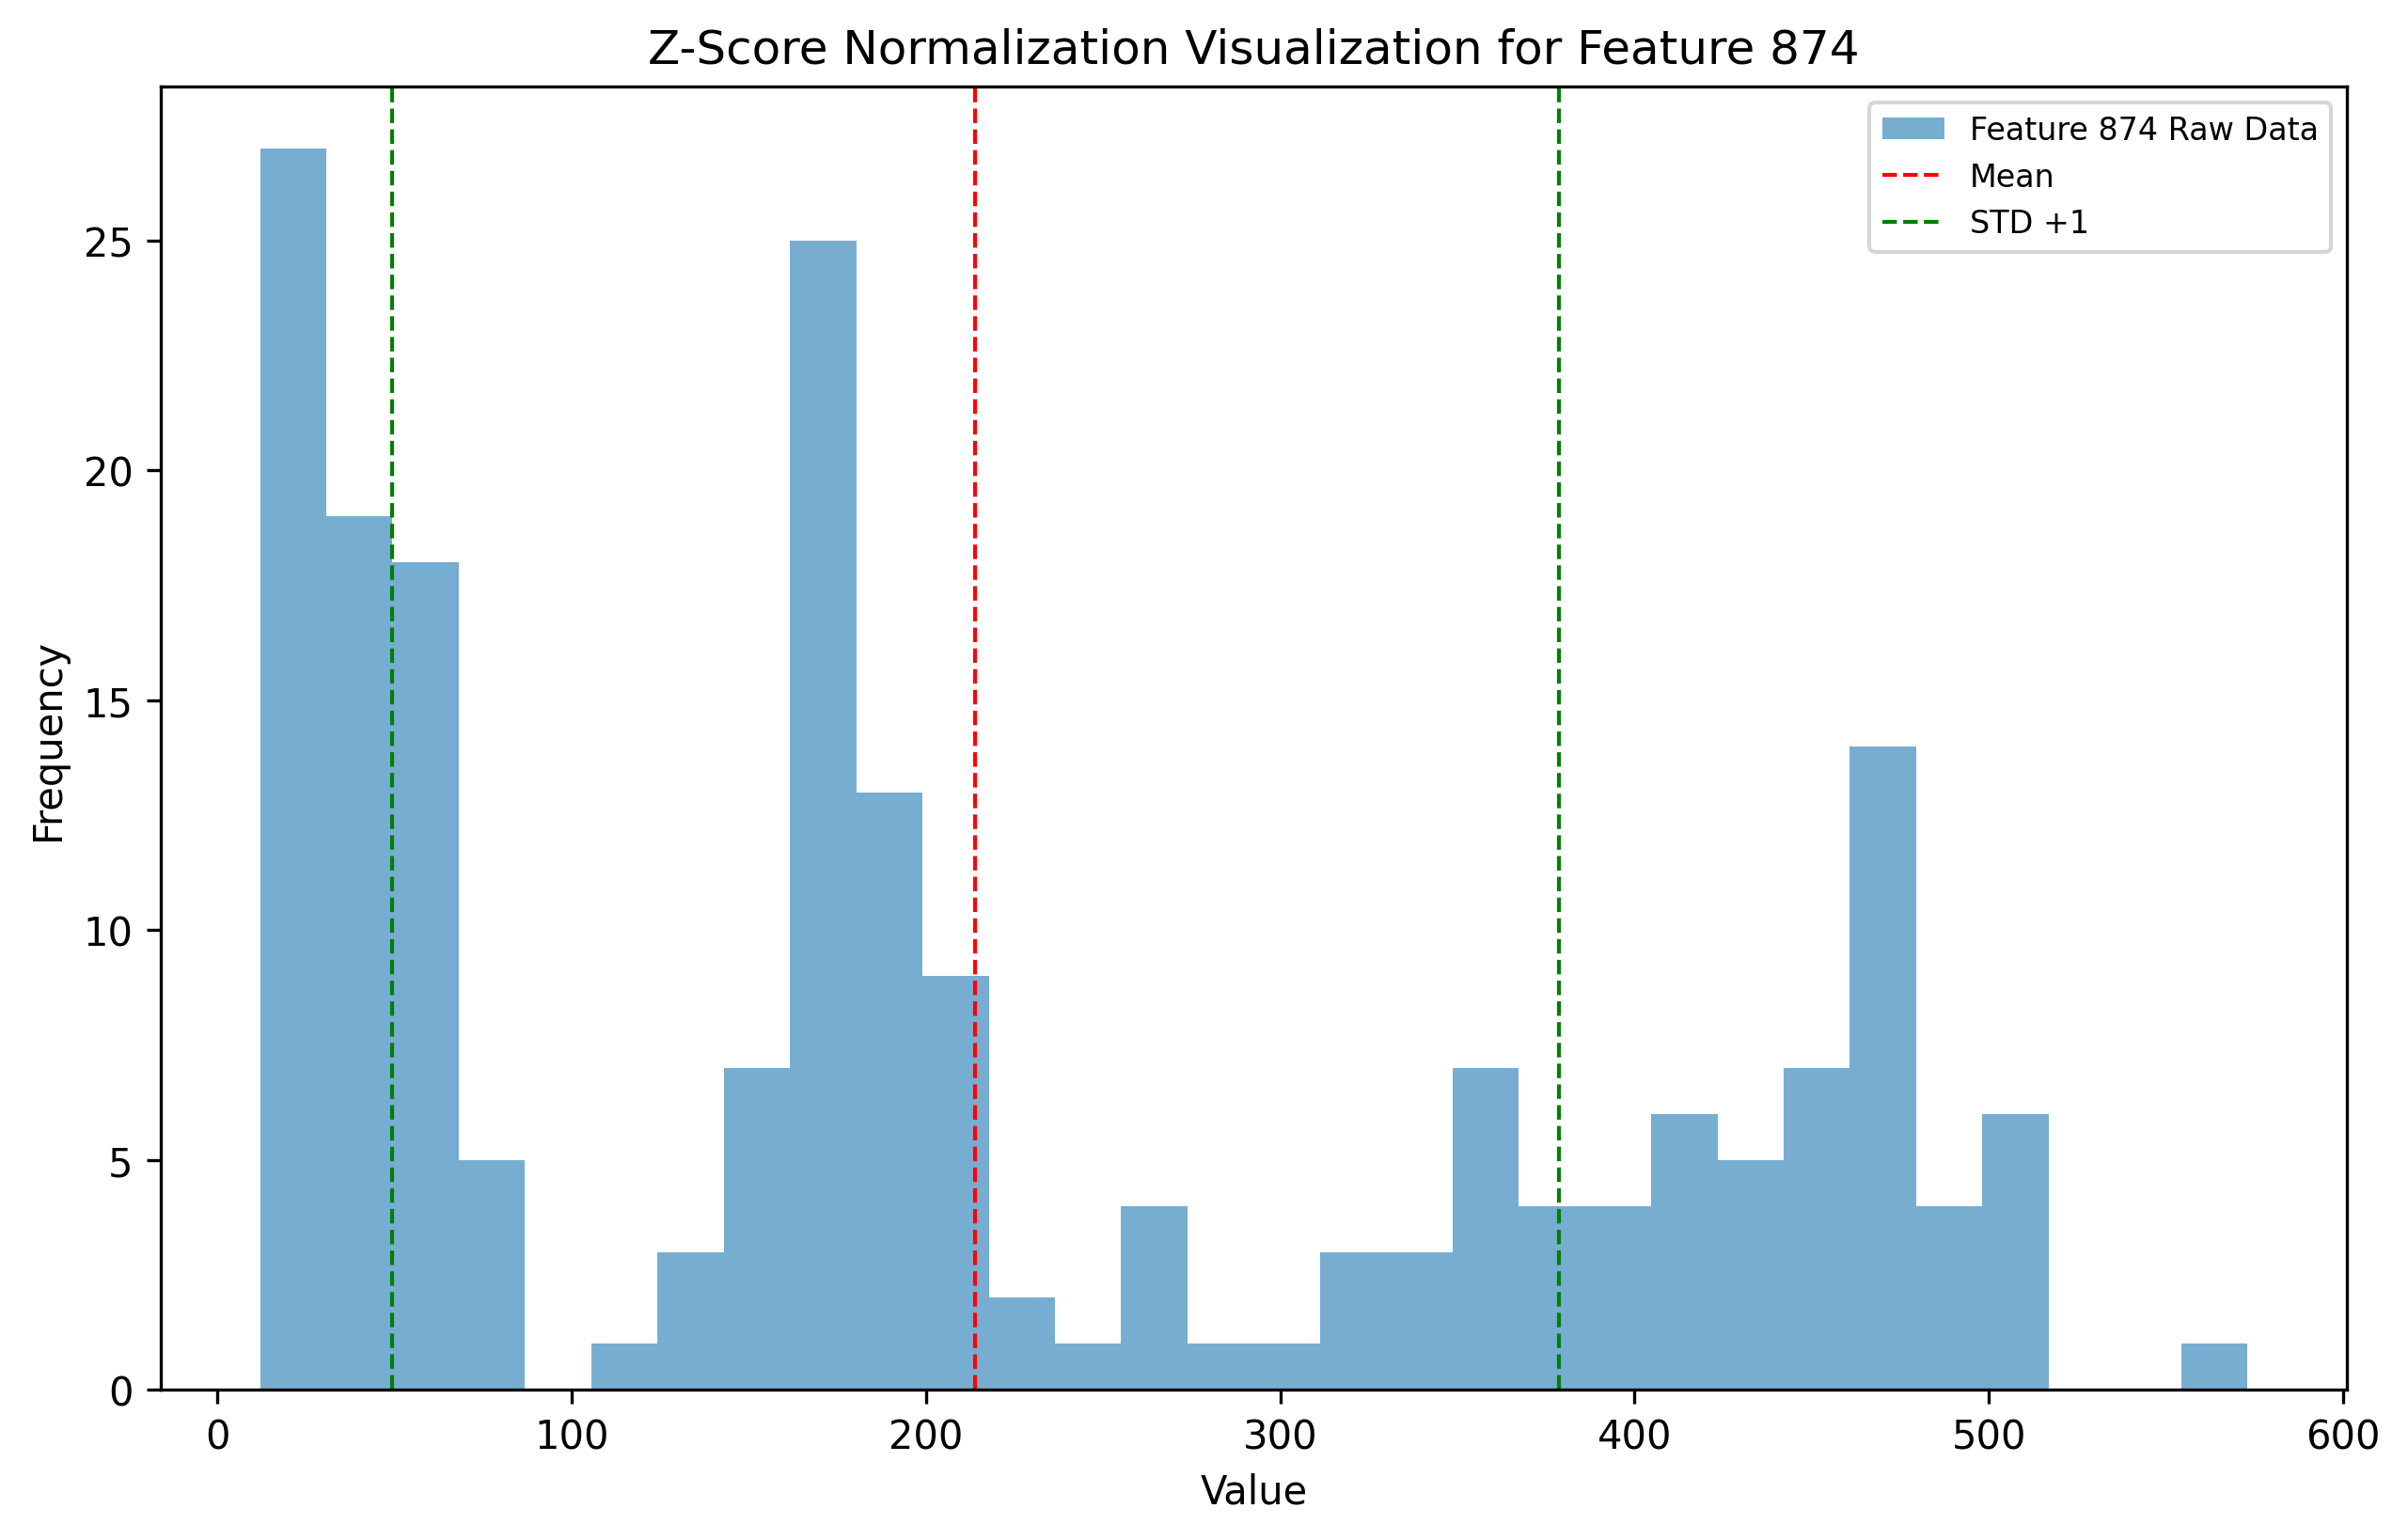 Z-Score Normalization Visualization for Feature 874
Feature 874 Raw Data
Mean
STD +1
Frequency
25
20
15
10
5
0
0 100 200 300 400 500 600
Value